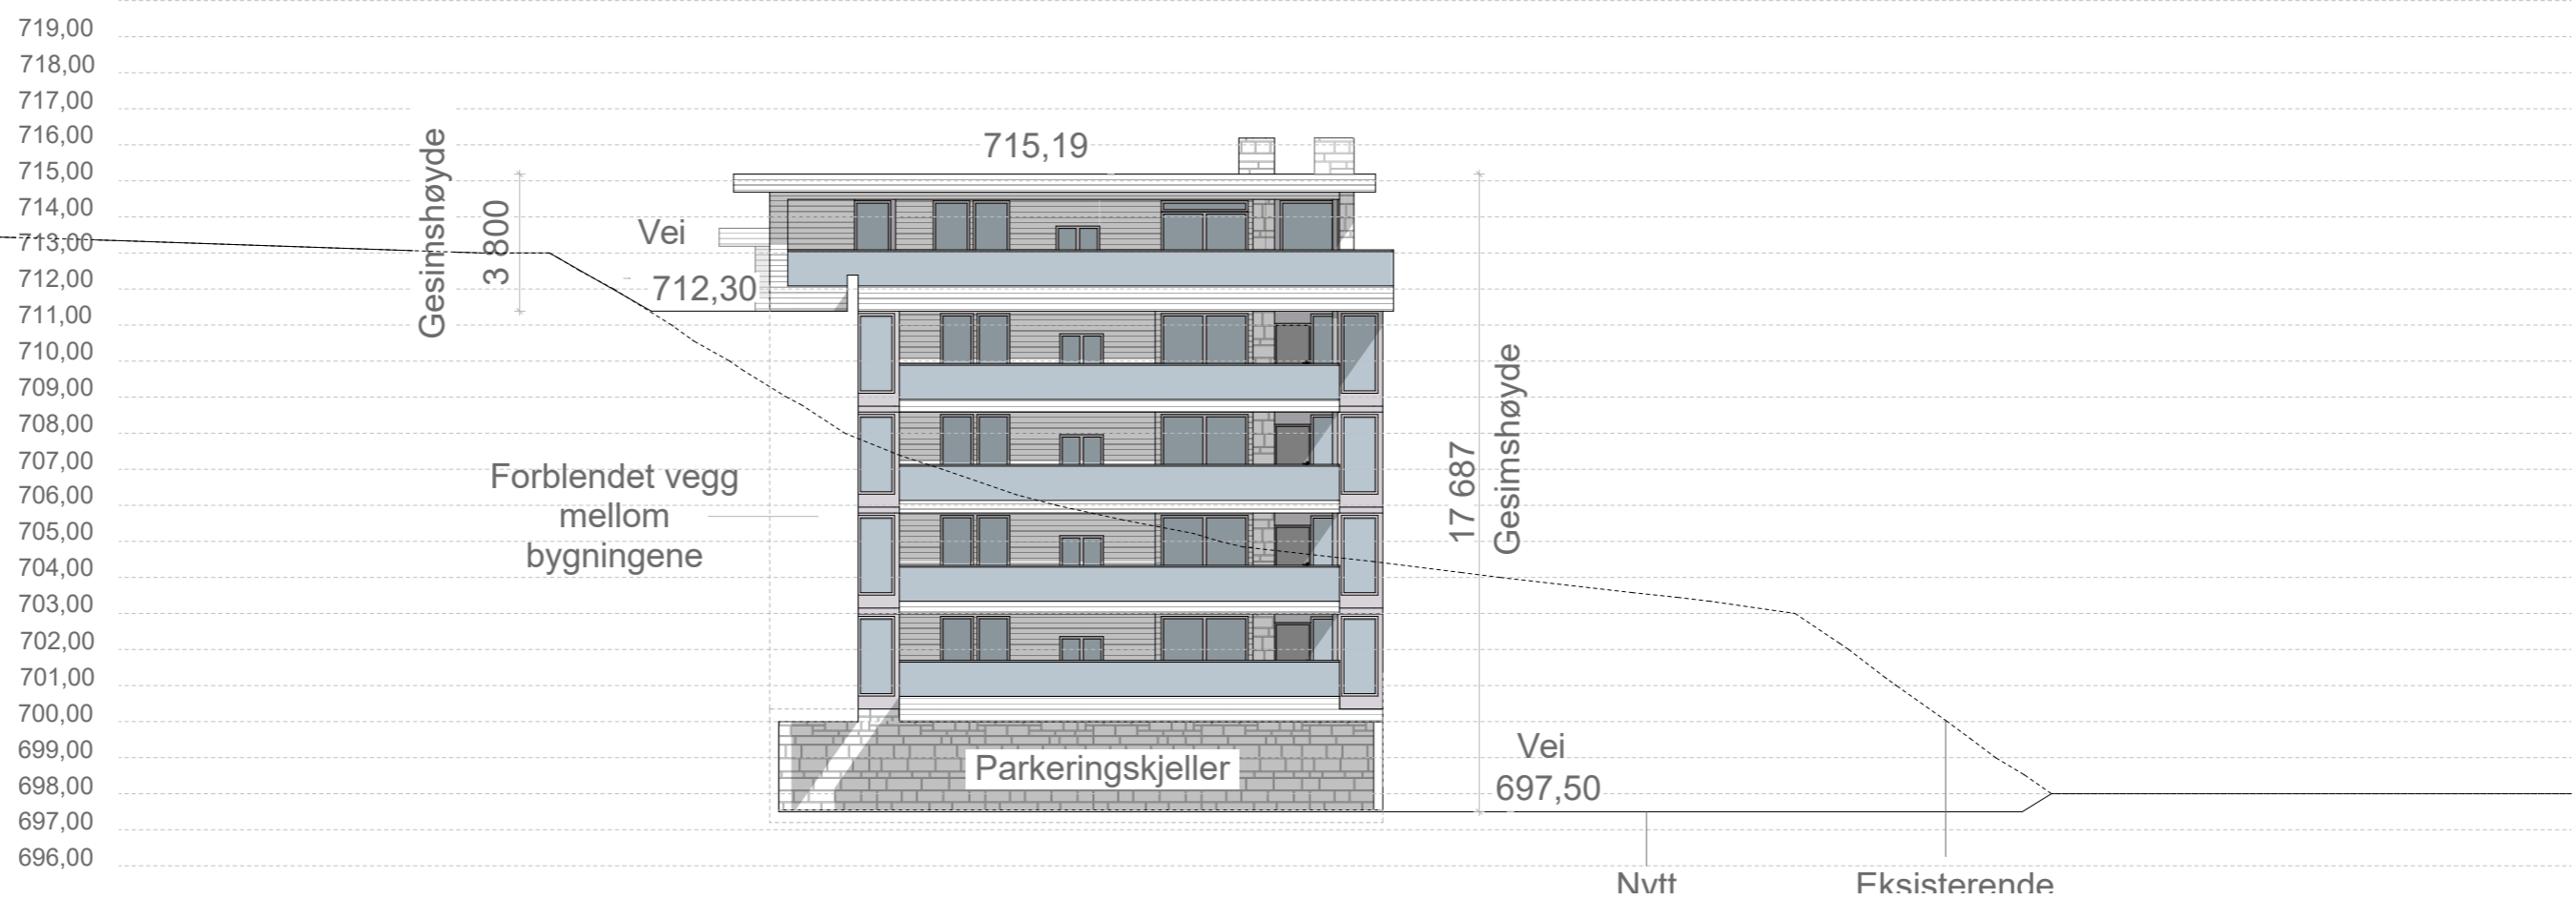 719,00
718,00
717,00
716,00
715,00
714,00
713,00
712,00
711,00
710,00
709,00
708,00
707,00
706,00
705,00
704,00
703,00
702,00
701,00
700,00
699,00
698,00
697,00
696,00
Gesimshøyde
3 800
Vei
712,30
715,19
Forblendet vegg
mellom
bygningene
17 687
Gesimshøyde
Parkeringskjeller
Vei
697,50
Nytt
Eksisterende